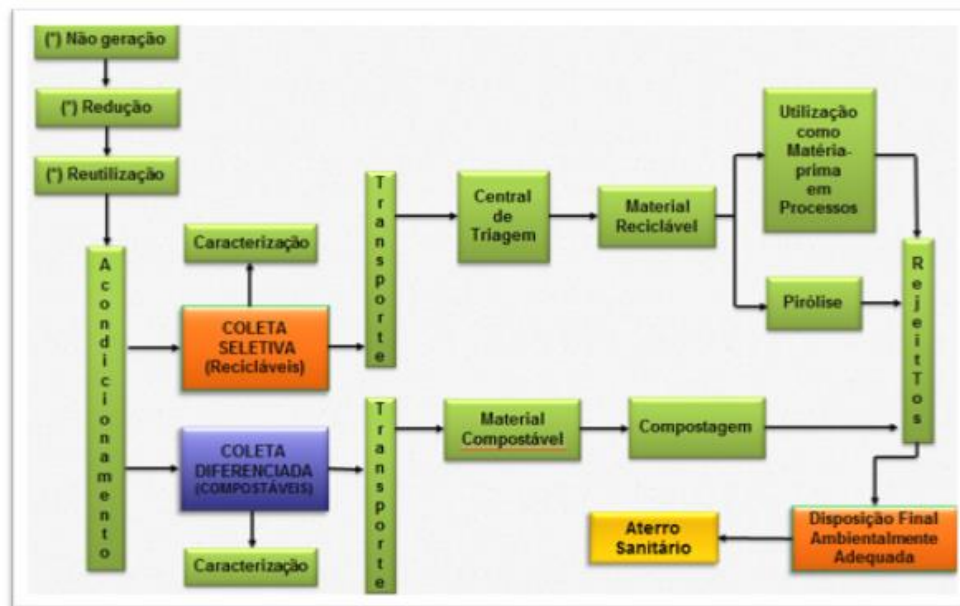 (*) Não geração
(*) Redução
(*) Reutilização
Acondicionamento
Caracterização
COLETA
SELETIVA
(Recicláveis)
COLETA
DIFERENCIADA
(COMPOSTÁVEIS)
Caracterização
Transporte
Transporte
Central
de
Triagem
Material
Reciclável
Utilização
como
Matéria-
prima
em
Processos
Pirólise
Material
Compostável
Compostagem
RejeitTos
Disposição Final
Ambientalmente
Adequada
Aterro
Sanitário